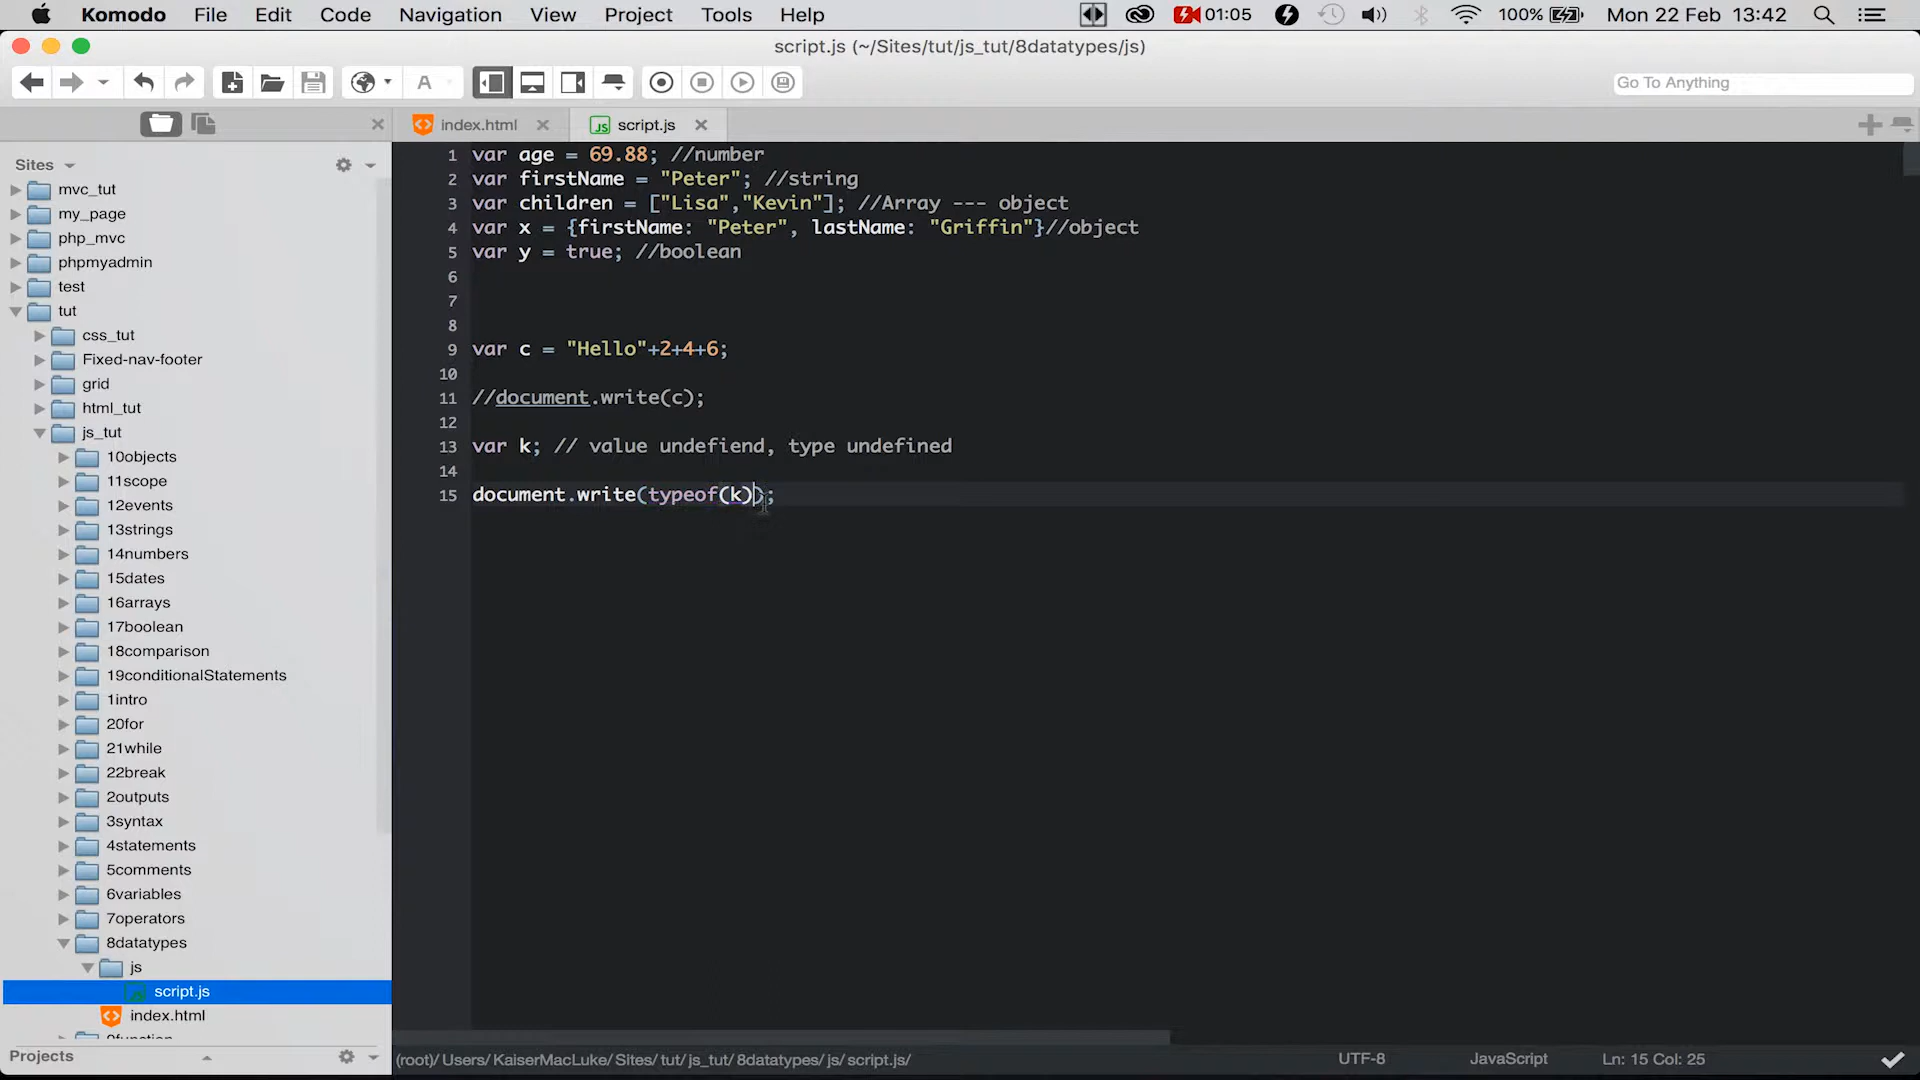 Komodo File Edit Code Navigation View Project Tools Help 01:05 100% Mon 22 Feb 13:42
script.js (~/Sites/tut/js_tut/8datatypes/js)
A Go To Anything
index.html script.js
Sites
mvc_tut
my_page
php_mvc
phpmyadmin
test
tut
css_tut
Fixed-nav-footer
grid
html_tut
js_tut
10objects
11scope
12events
13strings
14numbers
15dates
16arrays
17boolean
18comparison
19conditionalStatements
1intro
20for
21while
22break
2outputs
3syntax
4statements
5comments
6variables
7operators
8datatypes
js
script.js
index.html
9function
Projects
1 var age = 69.88; //number
2 var firstName = "Peter"; //string
3 var children = ["Lisa","Kevin"]; //Array --- object
4 var x = {firstName: "Peter", lastName: "Griffin"}//object
5 var y = true; //boolean
6
7
8
9 var c = "Hello"+2+4+6;
10
11 //document.write(c);
12
13 var k; // value undefiend, type undefined
14
15 document.write(typeof(k));
(root)/ Users/ KaiserMacLuke/ Sites/ tut/ js_tut/ 8datatypes/ js/ script.js/ UTF-8 JavaScript Ln: 15 Col: 25